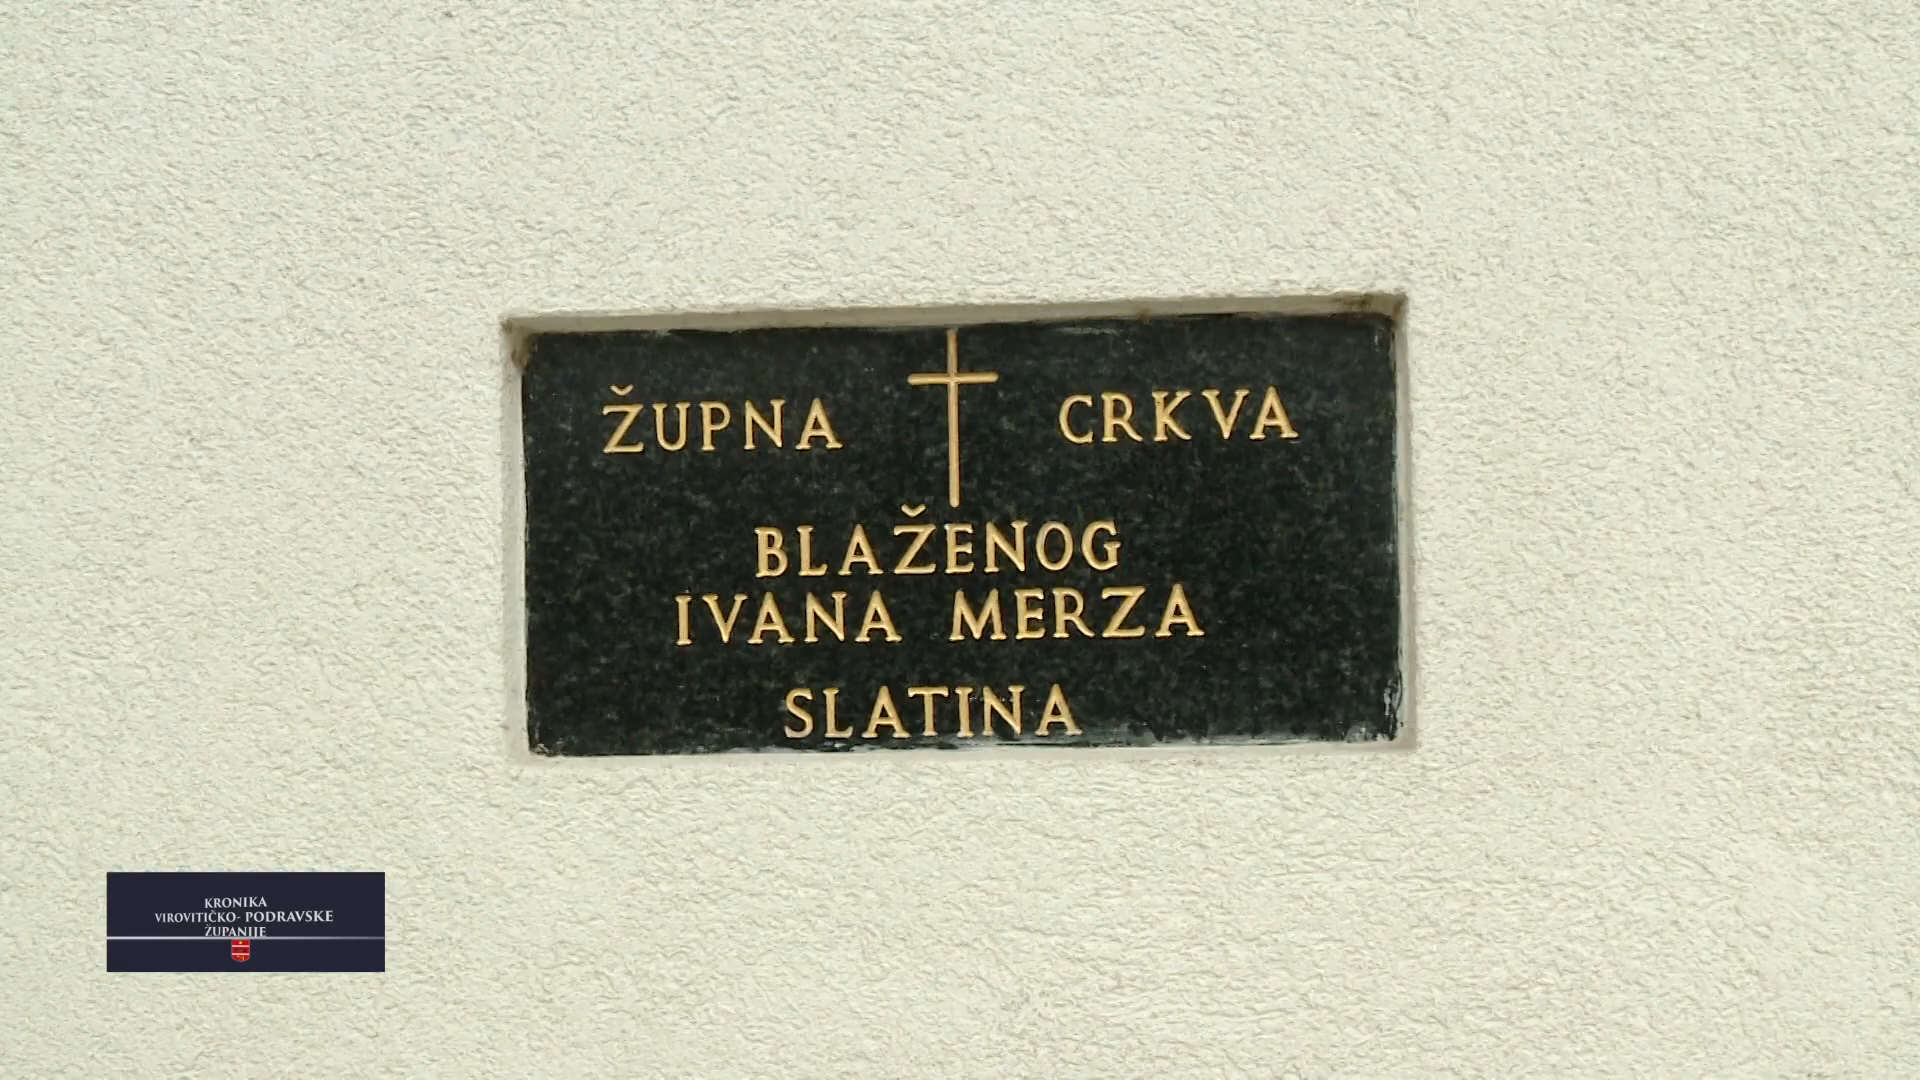 ŽUPNA CRKVA
BLAŽENOG
IVANA MERZA
SLATINA
KRONIKA
VIROVITIČKO- PODRAVSKE
ŽUPANIJE